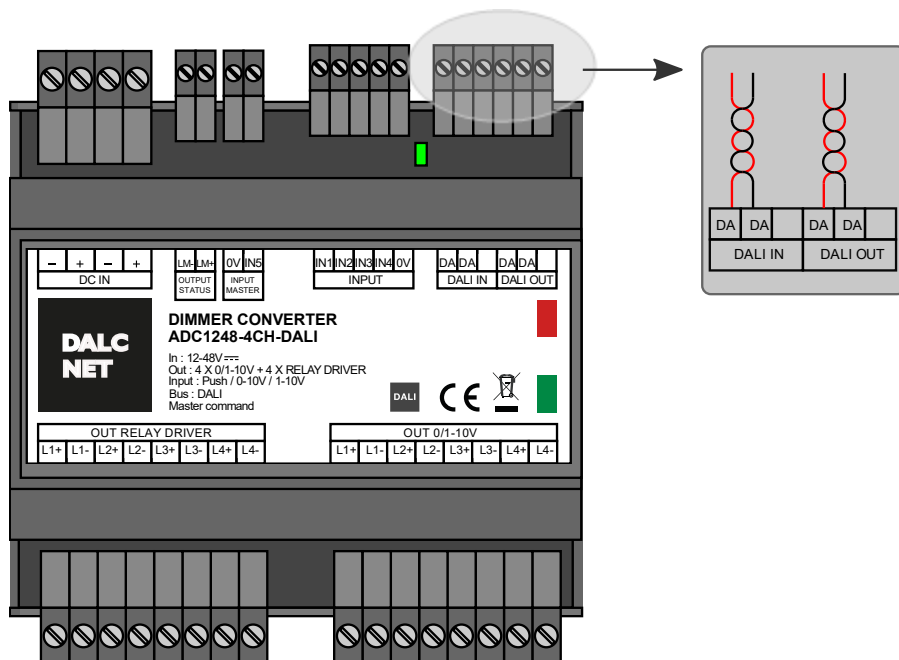 DA DA DA DA
DALI IN DALI OUT
− + − + LM- LM+ 0V IN5 IN1 IN2 IN3 IN4 0V DA DA DA DA
DC IN OUTPUT STATUS INPUT MASTER INPUT DALI IN DALI OUT
DALC
NET
DIMMER CONVERTER
ADC1248-4CH-DALI
In : 12-48V⎓
Out : 4 X 0/1-10V + 4 X RELAY DRIVER
Input : Push / 0-10V / 1-10V
Bus : DALI
Master command
DALI CE
OUT RELAY DRIVER OUT 0/1-10V
L1+ L1- L2+ L2- L3+ L3- L4+ L4- L1+ L1- L2+ L2- L3+ L3- L4+ L4-